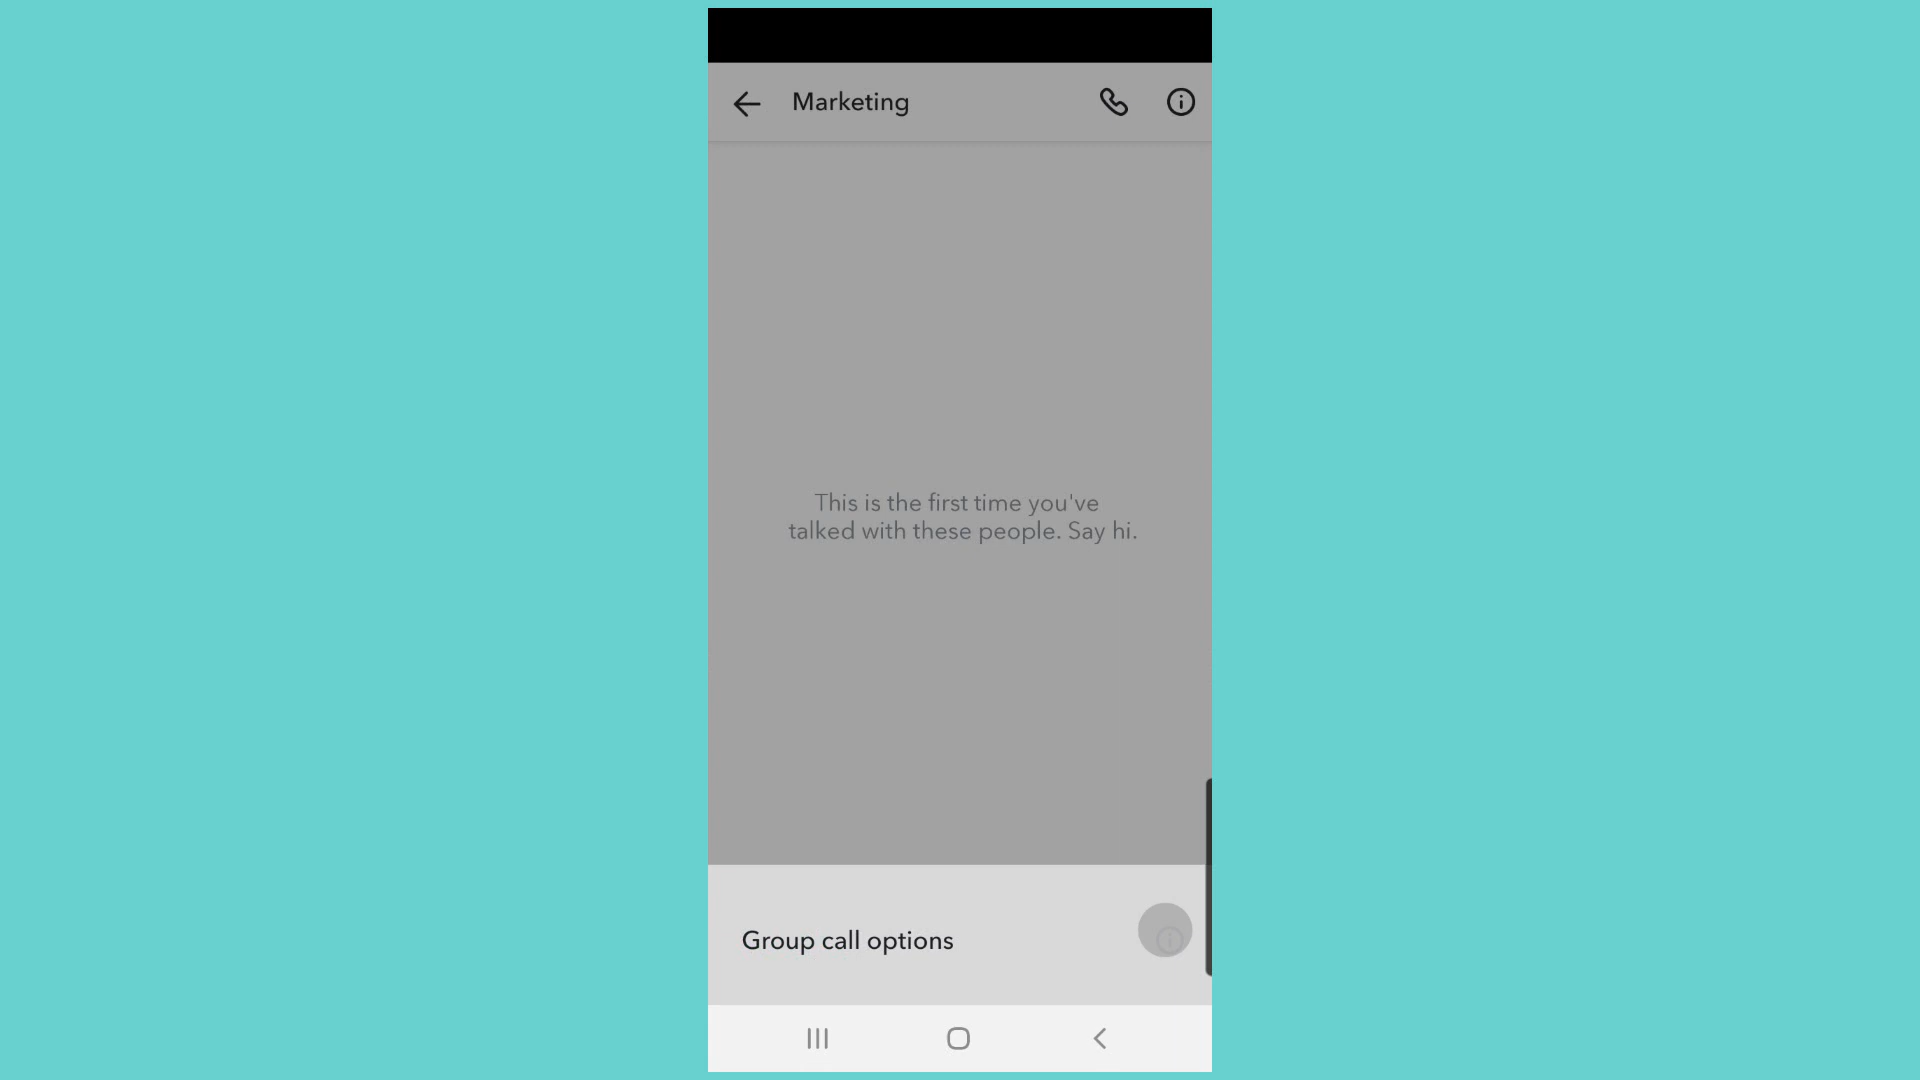 Marketing
This is the first time you've
talked with these people. Say hi.
Group call options